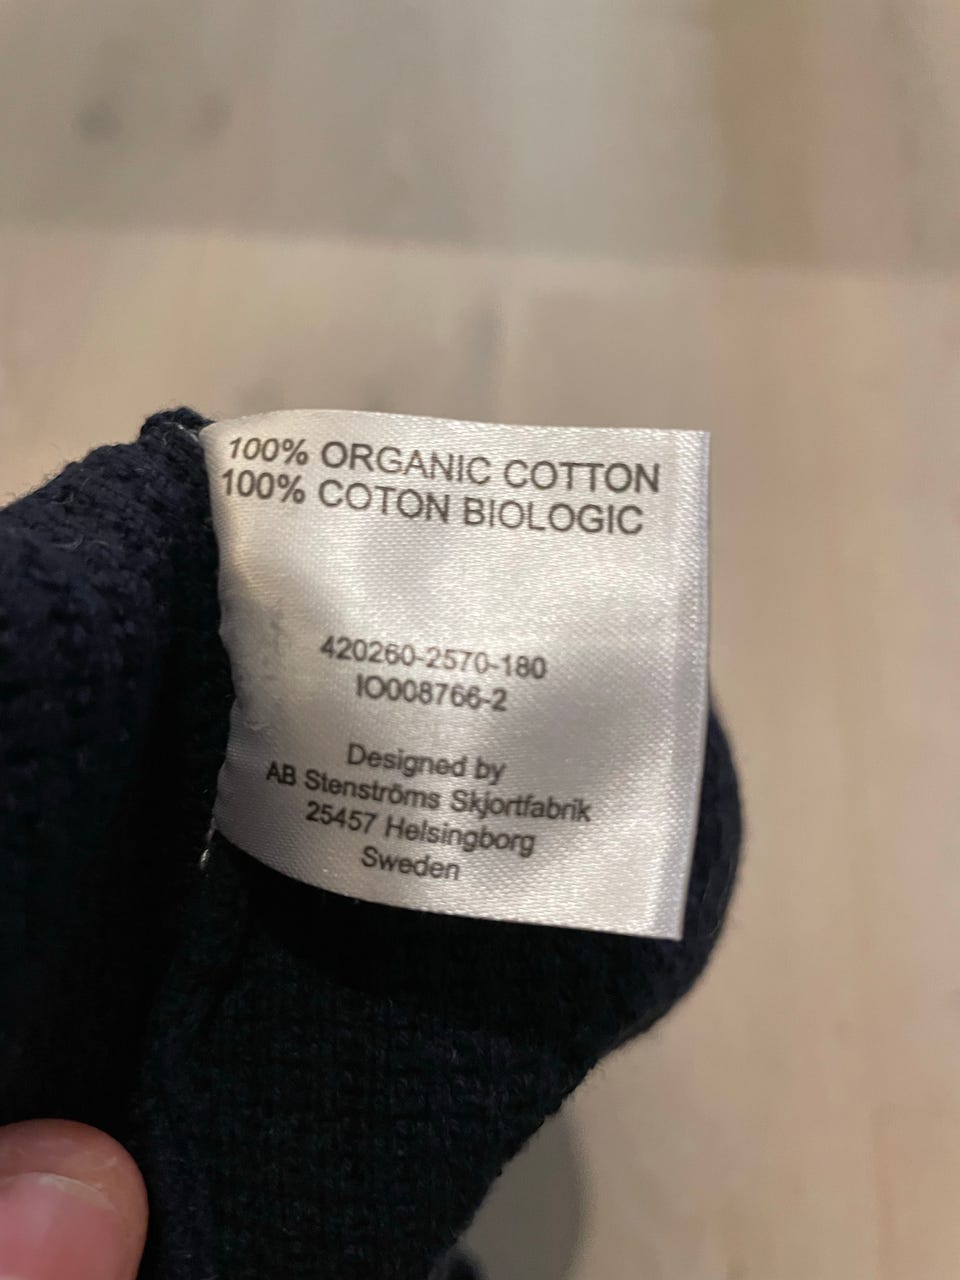 100% ORGANIC COTTON
100% COTON BIOLOGIC
420260-2570-180
IO008766-2
Designed by
AB Stenströms Skjortfabrik
25457 Helsingborg
Sweden